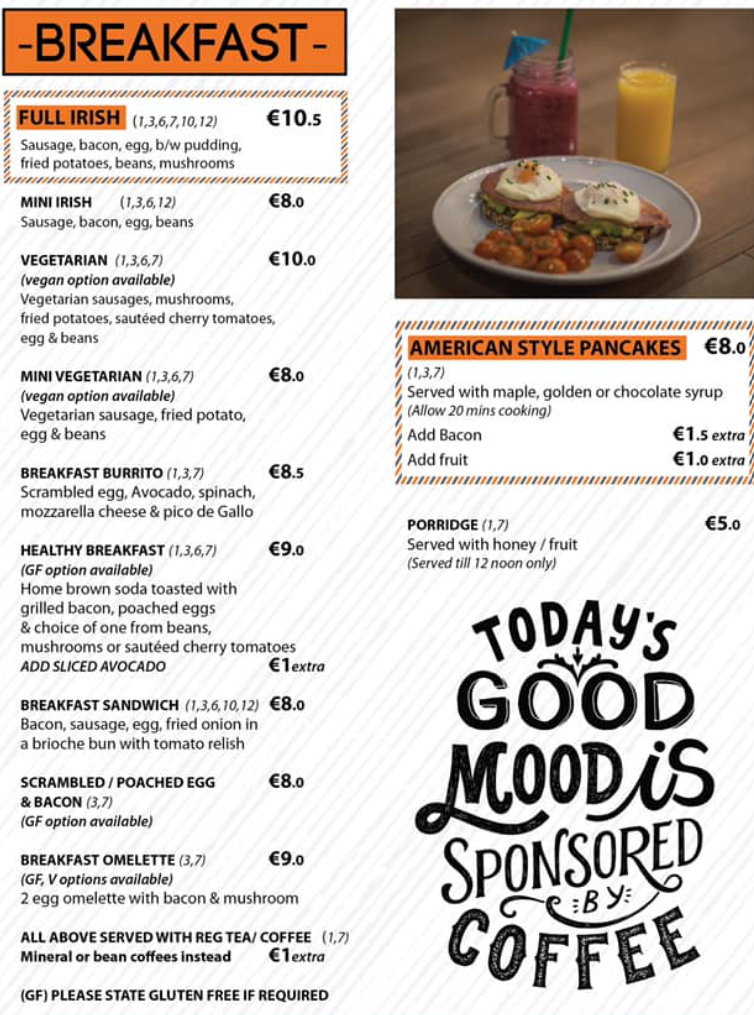 -BREAKFAST-
FULL IRISH (1,3,6,7,10,12) €10.5
Sausage, bacon, egg, b/w pudding,
fried potatoes, beans, mushrooms
MINI IRISH (1,3,6,12) €8.0
Sausage, bacon, egg, beans
VEGETARIAN (1,3,6,7) €10.0
(vegan option available)
Vegetarian sausages, mushrooms,
fried potatoes, sautéed cherry tomatoes,
egg & beans
MINI VEGETARIAN (1,3,6,7) €8.0
(vegan option available)
Vegetarian sausage, fried potato,
egg & beans
BREAKFAST BURRITO (1,3,7) €8.5
Scrambled egg, Avocado, spinach,
mozzarella cheese & pico de Gallo
HEALTHY BREAKFAST (1,3,6,7) €9.0
(GF option available)
Home brown soda toasted with
grilled bacon, poached eggs
& choice of one from beans,
mushrooms or sautéed cherry tomatoes
ADD SLICED AVOCADO €1 extra
BREAKFAST SANDWICH (1,3,6,10,12) €8.0
Bacon, sausage, egg, fried onion in
a brioche bun with tomato relish
SCRAMBLED / POACHED EGG €8.0
& BACON (3,7)
(GF option available)
BREAKFAST OMELETTE (3,7) €9.0
(GF, V options available)
2 egg omelette with bacon & mushroom
ALL ABOVE SERVED WITH REG TEA/ COFFEE (1,7)
Mineral or bean coffees instead €1 extra
(GF) PLEASE STATE GLUTEN FREE IF REQUIRED
AMERICAN STYLE PANCAKES €8.0
(1,3,7)
Served with maple, golden or chocolate syrup
(Allow 20 mins cooking)
Add Bacon €1.5 extra
Add fruit €1.0 extra
PORRIDGE (1,7) €5.0
Served with honey / fruit
(Served till 12 noon only)
TODAY'S
GOOD
MOOD iS
SPONSORED
BY
COFFEE